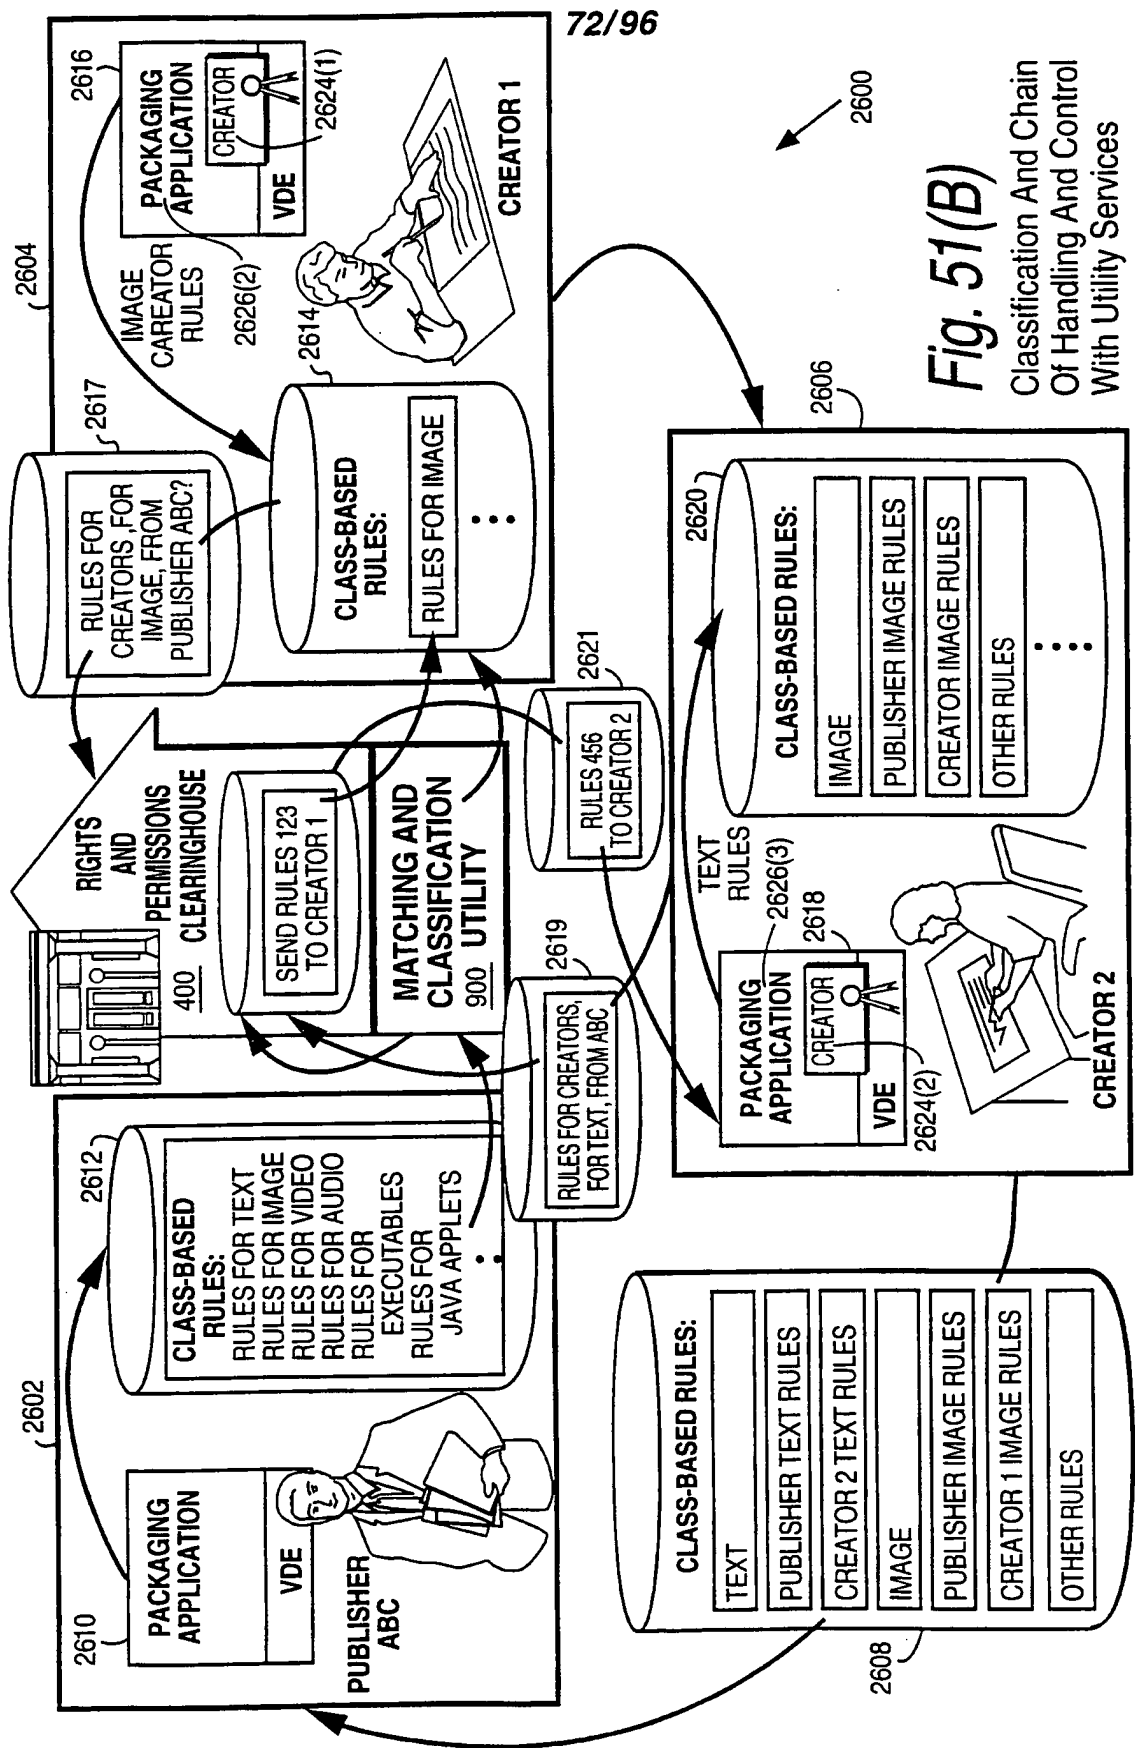 72/96
2602
2610
PACKAGING
APPLICATION
VDE
PUBLISHER
ABC
2612
CLASS-BASED
RULES:
RULES FOR TEXT
RULES FOR IMAGE
RULES FOR VIDEO
RULES FOR AUDIO
RULES FOR
EXECUTABLES
RULES FOR
JAVA APPLETS
RIGHTS
AND
PERMISSIONS
CLEARINGHOUSE
400
SEND RULES 123
TO CREATOR 1
MATCHING AND
CLASSIFICATION
900 UTILITY
2617
RULES FOR
CREATORS ,FOR
IMAGE, FROM
PUBLISHER ABC?
2604
IMAGE
CAREATOR
RULES
2626(2)
2616
PACKAGING
APPLICATION
CREATOR
VDE
2624(1)
2614
CLASS-BASED
RULES:
RULES FOR IMAGE
CREATOR 1
2619
RULES FOR CREATORS,
FOR TEXT, FROM ABC
2621
RULES 456
TO CREATOR 2
2608
CLASS-BASED RULES:
TEXT
PUBLISHER TEXT RULES
CREATOR 2 TEXT RULES
IMAGE
PUBLISHER IMAGE RULES
CREATOR 1 IMAGE RULES
OTHER RULES
PACKAGING
APPLICATION
2626(3)
CREATOR
2618
VDE
2624(2)
TEXT
RULES
CREATOR 2
2620
CLASS-BASED RULES:
IMAGE
PUBLISHER IMAGE RULES
CREATOR IMAGE RULES
OTHER RULES
2606
2600
Fig. 51(B)
Classification And Chain
Of Handling And Control
With Utility Services